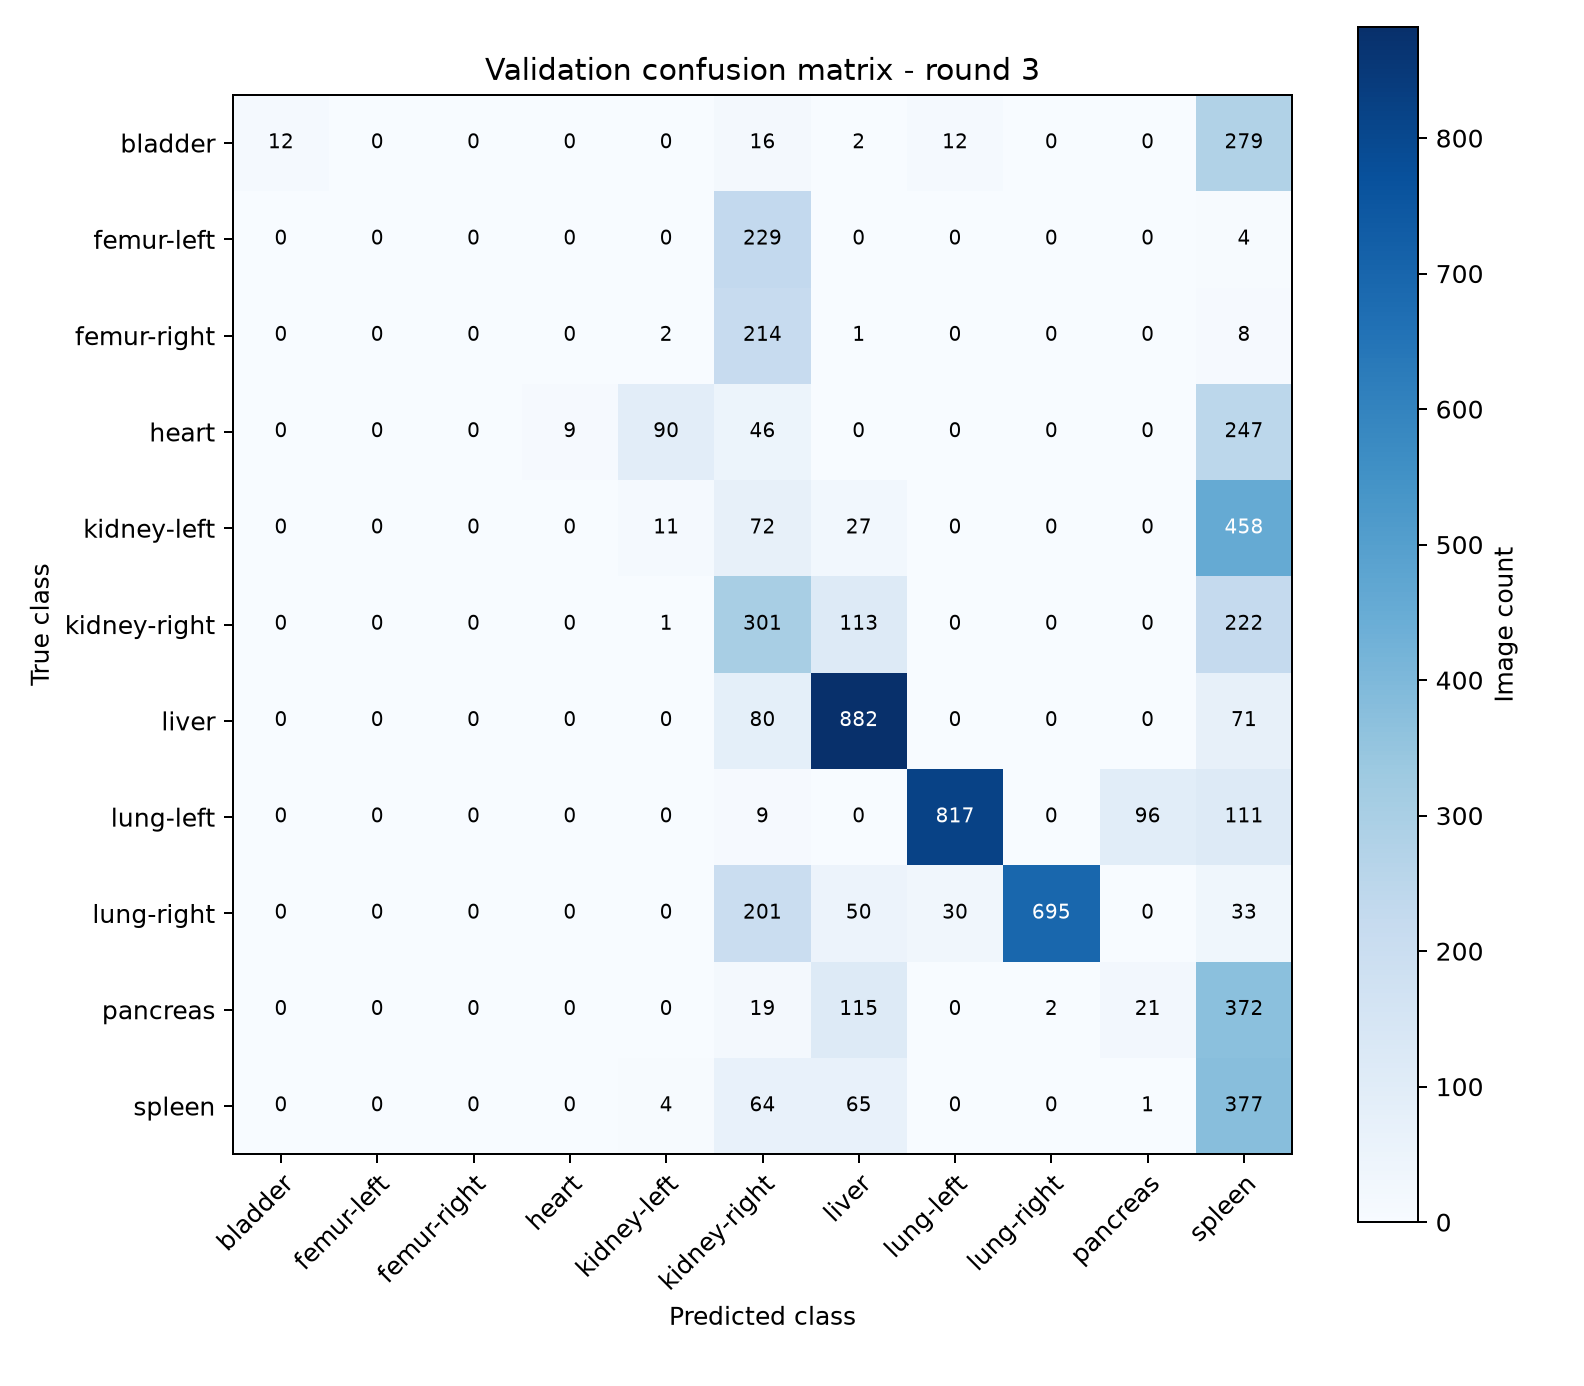 Validation confusion matrix - round 3
bladder 12 0 0 0 0 16 2 12 0 0 279
femur-left 0 0 0 0 0 229 0 0 0 0 4
femur-right 0 0 0 0 2 214 1 0 0 0 8
heart 0 0 0 9 90 46 0 0 0 0 247
kidney-left 0 0 0 0 11 72 27 0 0 0 458
kidney-right 0 0 0 0 1 301 113 0 0 0 222
liver 0 0 0 0 0 80 882 0 0 0 71
lung-left 0 0 0 0 0 9 0 817 0 96 111
lung-right 0 0 0 0 0 201 50 30 695 0 33
pancreas 0 0 0 0 0 19 115 0 2 21 372
spleen 0 0 0 0 4 64 65 0 0 1 377
True class
bladder femur-left femur-right heart kidney-left kidney-right liver lung-left lung-right pancreas spleen
Predicted class
800
700
600
500
400
300
200
100
0
Image count